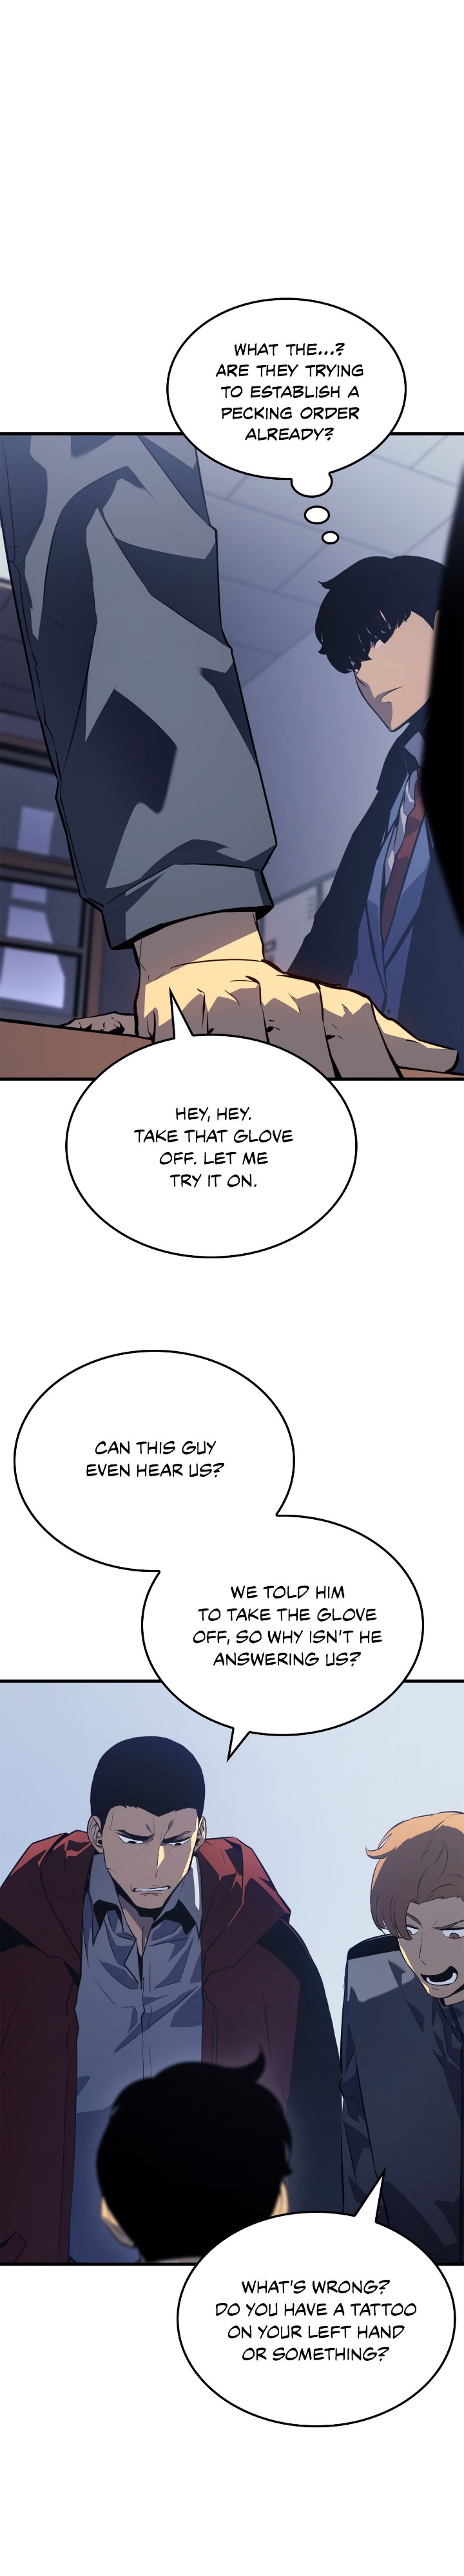 WHAT THE...?
ARE THEY TRYING
TO ESTABLISH A
PECKING ORDER
ALREADY?
HEY, HEY.
TAKE THAT GLOVE
OFF. LET ME
TRY IT ON.
CAN THIS GUY
EVEN HEAR US?
WE TOLD HIM
TO TAKE THE GLOVE
OFF, SO WHY ISN'T HE
ANSWERING US?
WHAT'S WRONG?
DO YOU HAVE A TATTOO
ON YOUR LEFT HAND
OR SOMETHING?